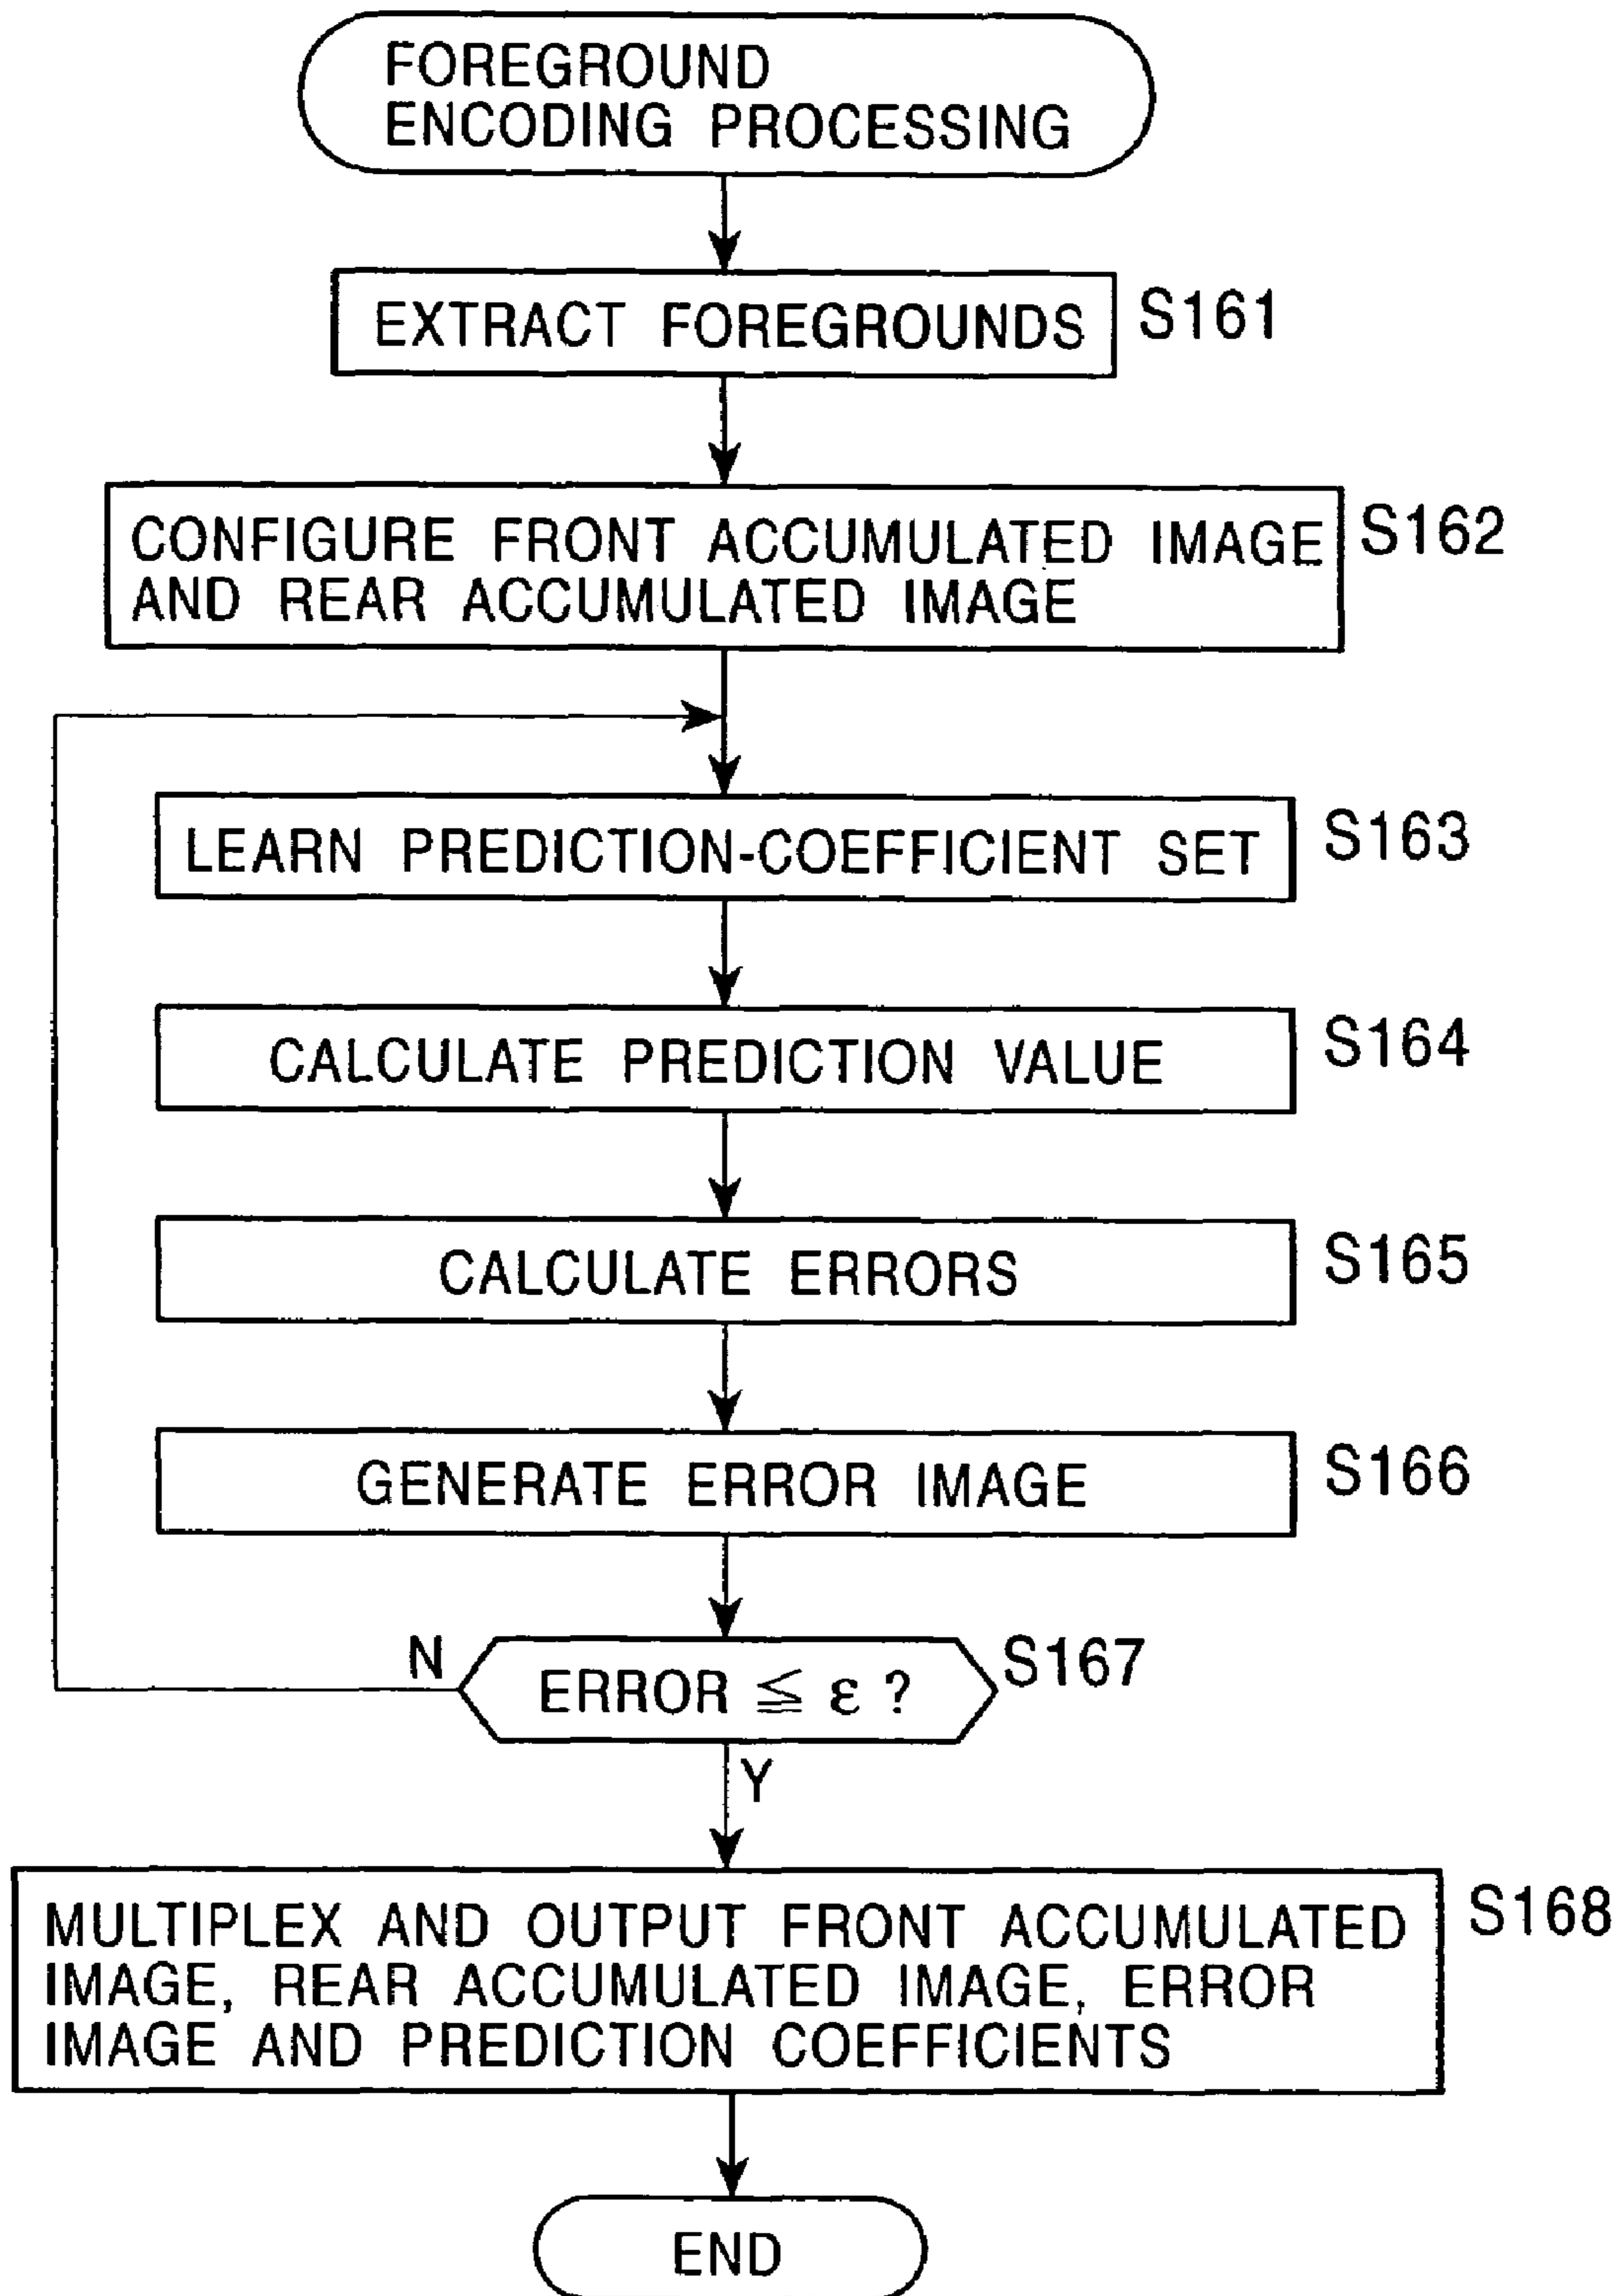 FOREGROUND
ENCODING PROCESSING
EXTRACT FOREGROUNDS
S161
CONFIGURE FRONT ACCUMULATED IMAGE
AND REAR ACCUMULATED IMAGE
S162
LEARN PREDICTION-COEFFICIENT SET
S163
CALCULATE PREDICTION VALUE
S164
CALCULATE ERRORS
S165
GENERATE ERROR IMAGE
S166
N
ERROR ≦ ε ?
S167
Y
MULTIPLEX AND OUTPUT FRONT ACCUMULATED
IMAGE, REAR ACCUMULATED IMAGE, ERROR
IMAGE AND PREDICTION COEFFICIENTS
S168
END